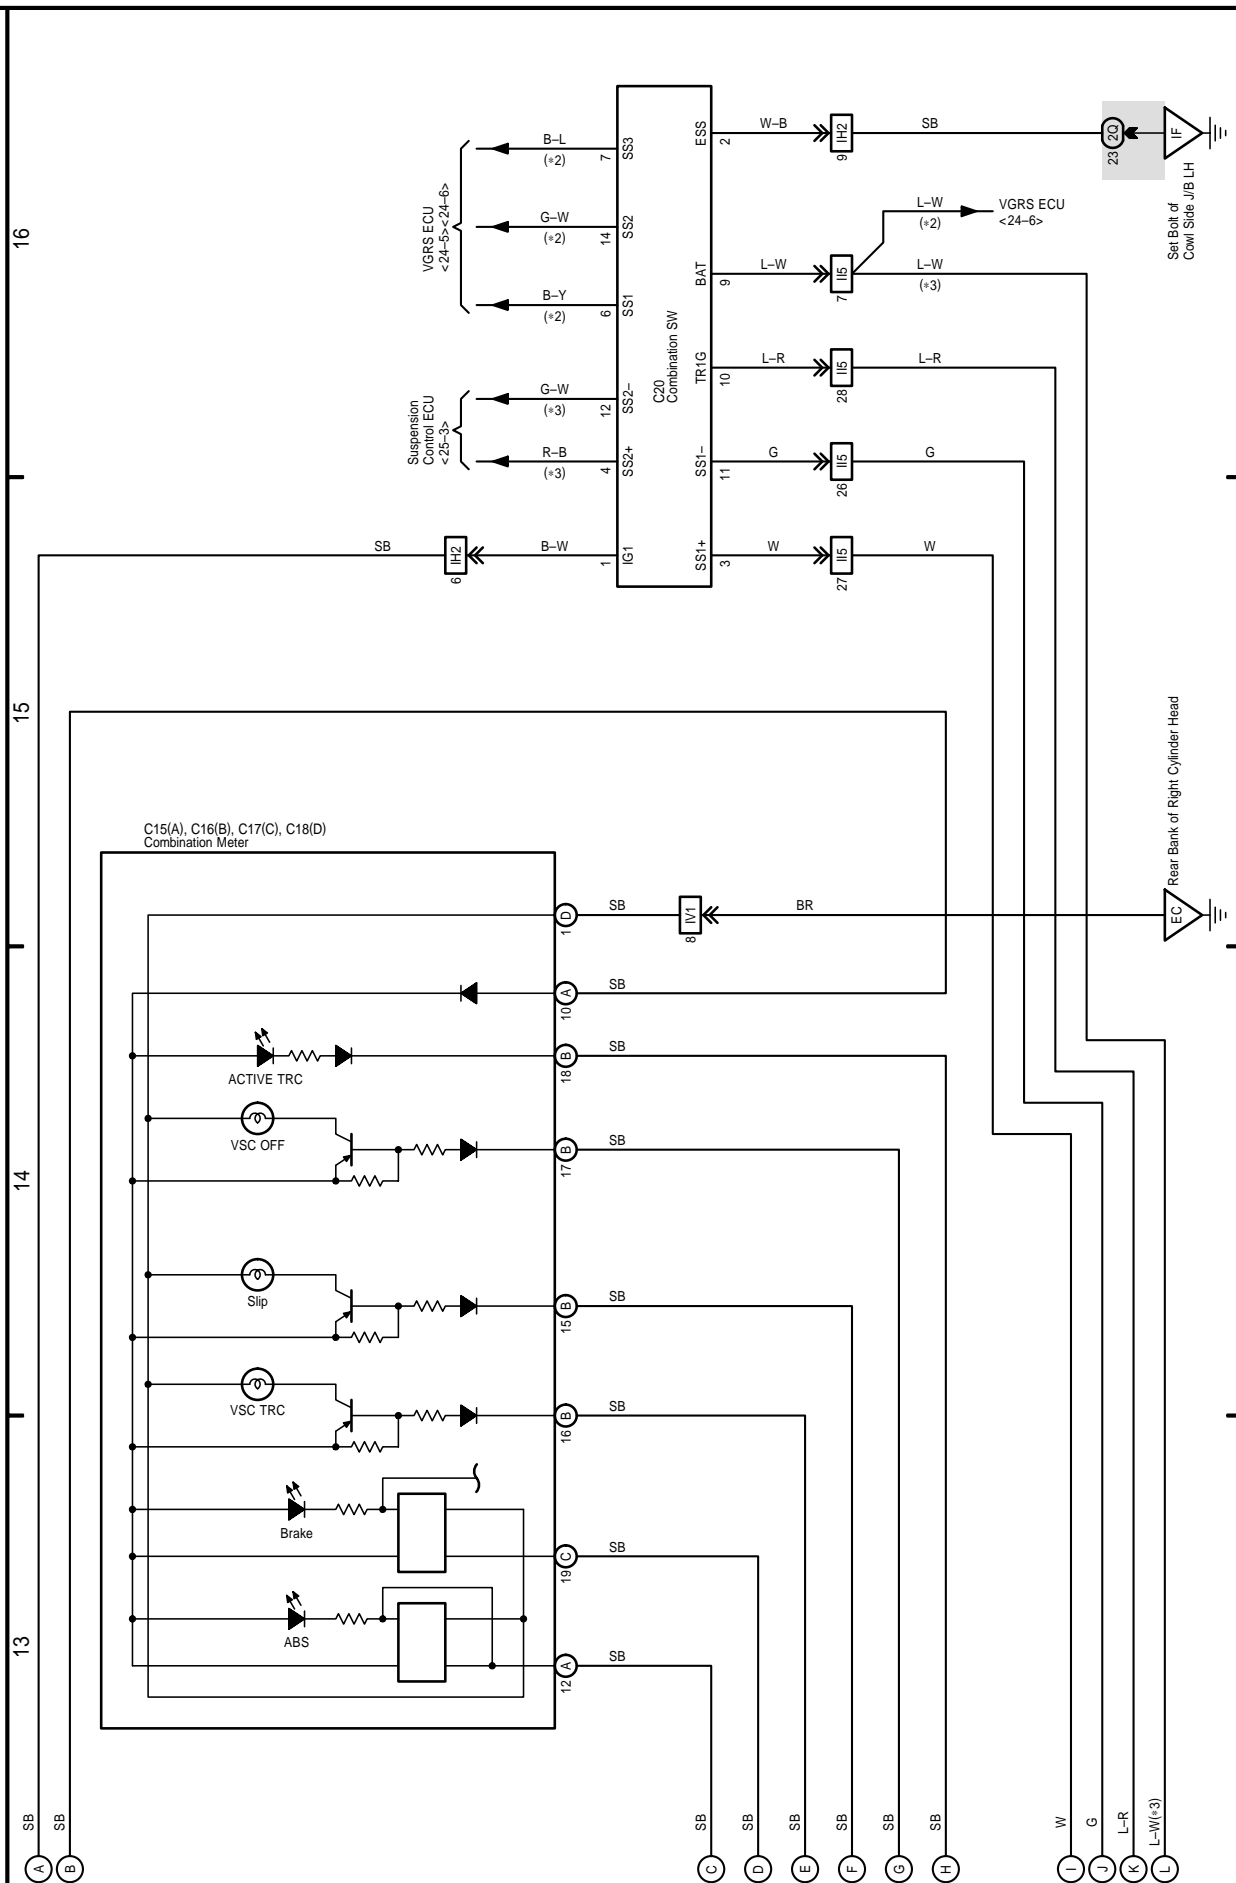 16
15
14
13
VGRS ECU
<24–5><24–6>
B–L
(*2)
7
SS3
G–W
(*2)
14
SS2
B–Y
(*2)
6
SS1
Suspension
Control ECU
<25–3>
G–W
(*3)
12
SS2–
R–B
(*3)
4
SS2+
SB
IH2
6
B–W
1
IG1
C20
Combination SW
ESS
2
W–B
IH2
9
SB
2Q
23
IF
Set Bolt of
Cowl Side J/B LH
L–W
(*2)
VGRS ECU
<24–6>
BAT
9
L–W
II5
7
L–W
(*3)
TR1G
10
L–R
II5
28
L–R
SS1–
11
G
II5
26
G
SS1+
3
W
II5
27
W
C15(A), C16(B), C17(C), C18(D)
Combination Meter
D
1
SB
IV1
8
BR
EC
Rear Bank of Right Cylinder Head
A
10
SB
ACTIVE TRC
B
18
SB
VSC OFF
B
17
SB
Slip
B
15
SB
VSC TRC
B
16
SB
Brake
C
19
SB
ABS
A
12
SB
SB
A
SB
B
SB
C
SB
D
SB
E
SB
F
SB
G
SB
H
W
I
G
J
L–R
K
L–W(*3)
L